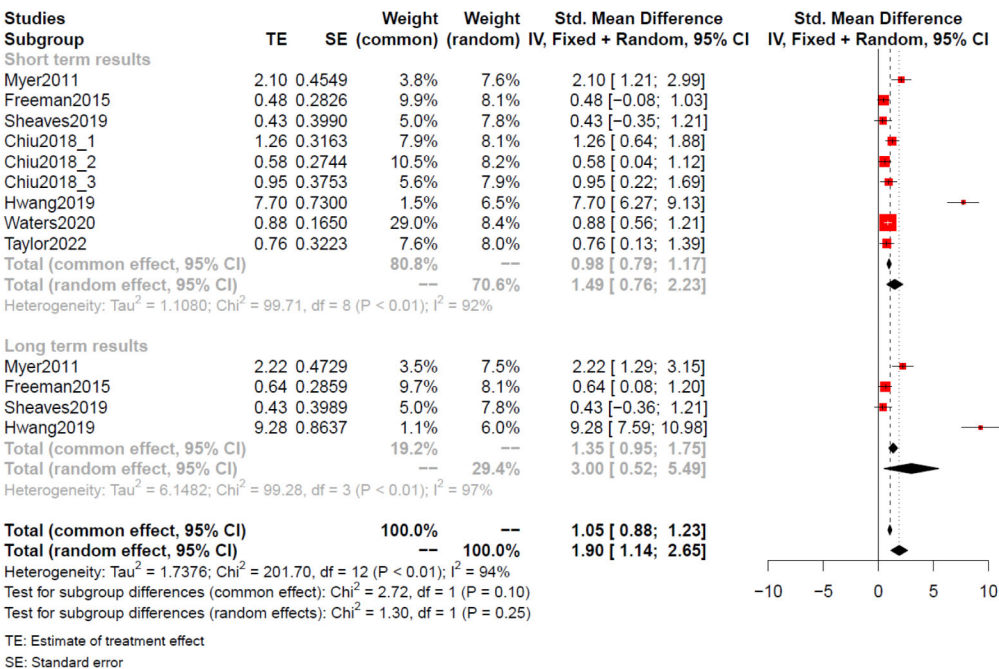 Studies Weight Weight Std. Mean Difference Std. Mean Difference
Subgroup TE SE (common) (random) IV, Fixed + Random, 95% CI IV, Fixed + Random, 95% CI
Short term results
Myer2011 2.10 0.4549 3.8% 7.6% 2.10 [ 1.21; 2.99]
Freeman2015 0.48 0.2826 9.9% 8.1% 0.48 [−0.08; 1.03]
Sheaves2019 0.43 0.3990 5.0% 7.8% 0.43 [−0.35; 1.21]
Chiu2018_1 1.26 0.3163 7.9% 8.1% 1.26 [ 0.64; 1.88]
Chiu2018_2 0.58 0.2744 10.5% 8.2% 0.58 [ 0.04; 1.12]
Chiu2018_3 0.95 0.3753 5.6% 7.9% 0.95 [ 0.22; 1.69]
Hwang2019 7.70 0.7300 1.5% 6.5% 7.70 [ 6.27; 9.13]
Waters2020 0.88 0.1650 29.0% 8.4% 0.88 [ 0.56; 1.21]
Taylor2022 0.76 0.3223 7.6% 8.0% 0.76 [ 0.13; 1.39]
Total (common effect, 95% CI) 80.8% −− 0.98 [ 0.79; 1.17]
Total (random effect, 95% CI) −− 70.6% 1.49 [ 0.76; 2.23]
Heterogeneity: Tau² = 1.1080; Chi² = 99.71, df = 8 (P < 0.01); I² = 92%
Long term results
Myer2011 2.22 0.4729 3.5% 7.5% 2.22 [ 1.29; 3.15]
Freeman2015 0.64 0.2859 9.7% 8.1% 0.64 [ 0.08; 1.20]
Sheaves2019 0.43 0.3989 5.0% 7.8% 0.43 [−0.36; 1.21]
Hwang2019 9.28 0.8637 1.1% 6.0% 9.28 [ 7.59; 10.98]
Total (common effect, 95% CI) 19.2% −− 1.35 [ 0.95; 1.75]
Total (random effect, 95% CI) −− 29.4% 3.00 [ 0.52; 5.49]
Heterogeneity: Tau² = 6.1482; Chi² = 99.28, df = 3 (P < 0.01); I² = 97%
Total (common effect, 95% CI) 100.0% −− 1.05 [ 0.88; 1.23]
Total (random effect, 95% CI) −− 100.0% 1.90 [ 1.14; 2.65]
Heterogeneity: Tau² = 1.7376; Chi² = 201.70, df = 12 (P < 0.01); I² = 94%
Test for subgroup differences (common effect): Chi² = 2.72, df = 1 (P = 0.10)
−10 −5 0 5 10
Test for subgroup differences (random effects): Chi² = 1.30, df = 1 (P = 0.25)
TE: Estimate of treatment effect
SE: Standard error